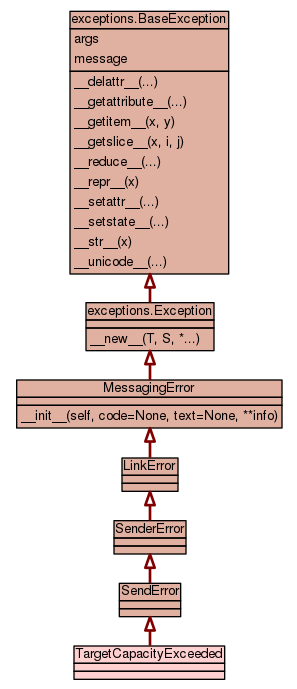 exceptions.BaseException
args
message
__delattr__(...)
__getattribute__(...)
__getitem__(x, y)
__getslice__(x, i, j)
__reduce__(...)
__repr__(x)
__setattr__(...)
__setstate__(...)
__str__(x)
__unicode__(...)
exceptions.Exception
__new__(T, S, *...)
MessagingError
__init__(self, code=None, text=None, **info)
LinkError
SenderError
SendError
TargetCapacityExceeded